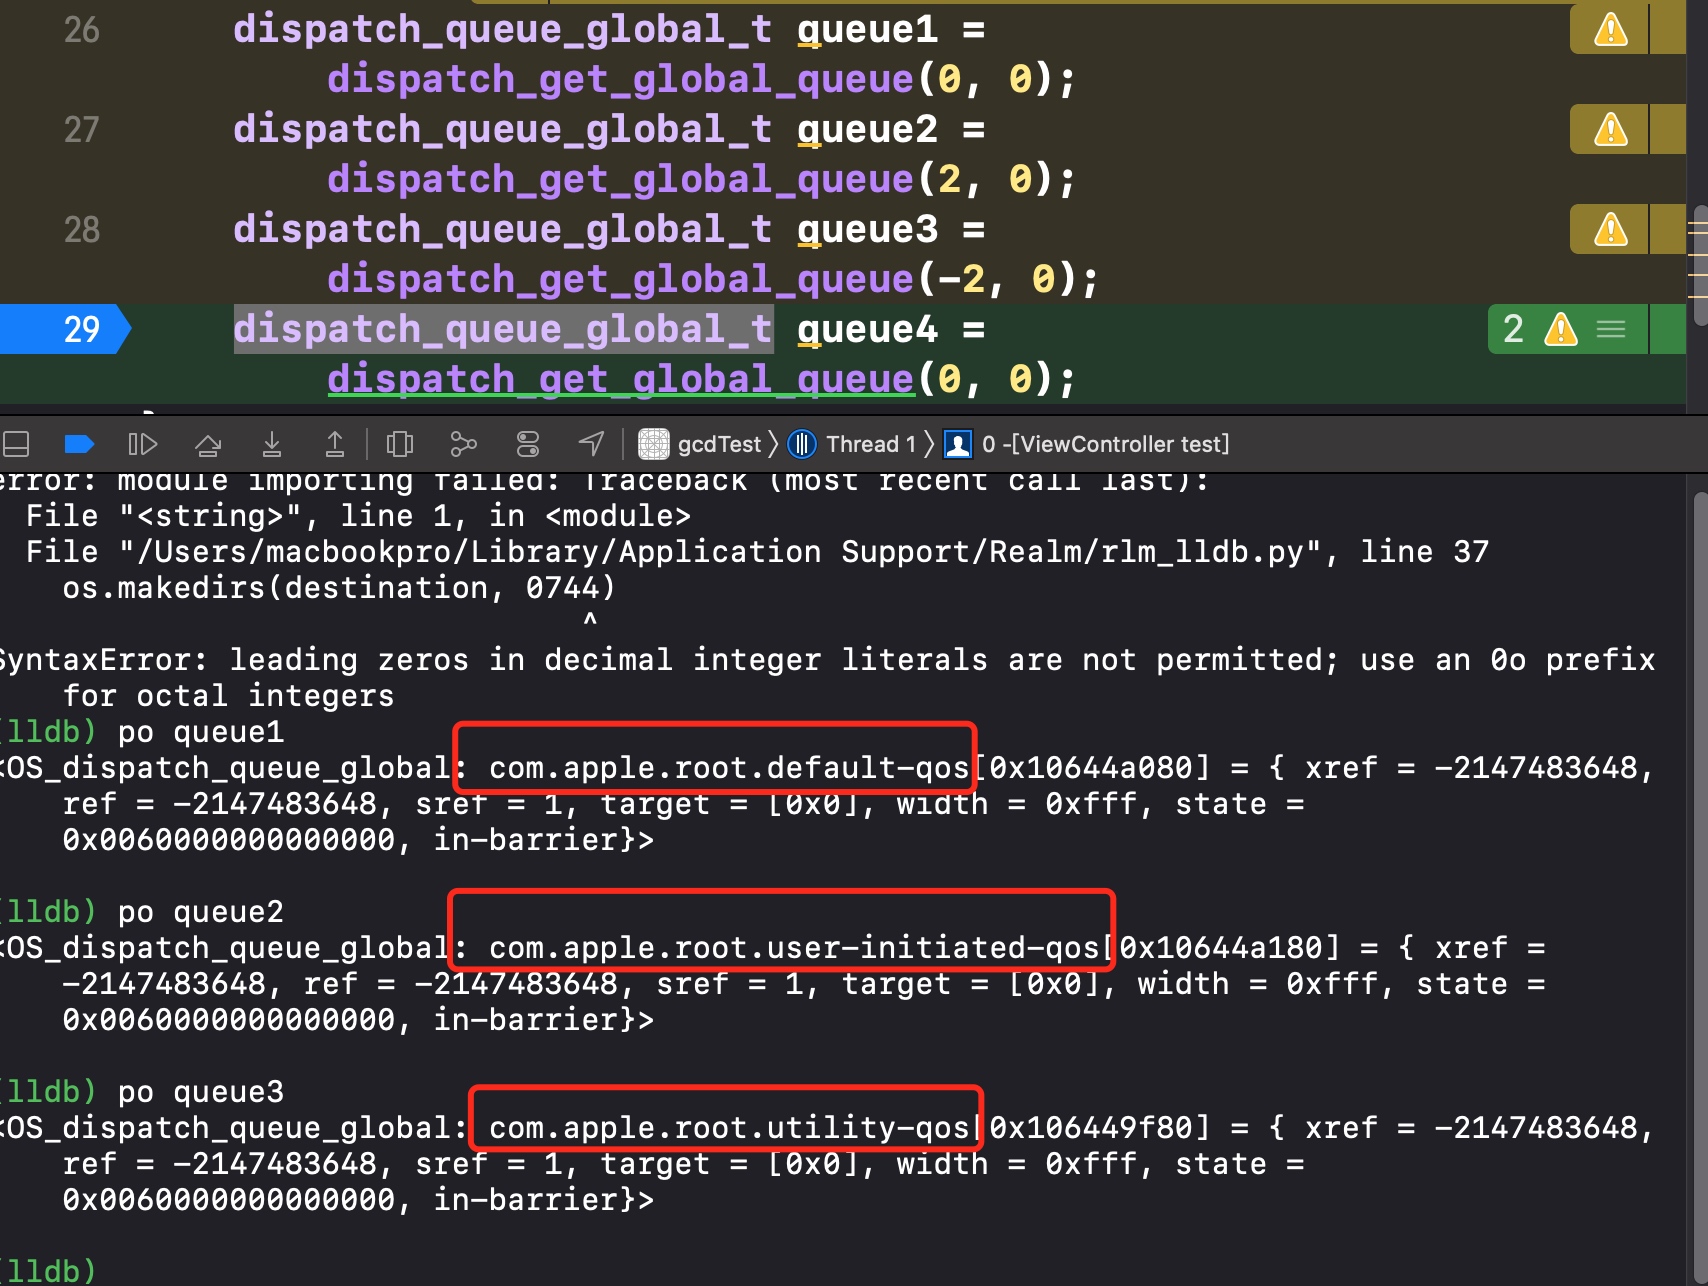 26 dispatch_queue_global_t queue1 =
dispatch_get_global_queue(0, 0);
27 dispatch_queue_global_t queue2 =
dispatch_get_global_queue(2, 0);
28 dispatch_queue_global_t queue3 =
dispatch_get_global_queue(-2, 0);
29 dispatch_queue_global_t queue4 = 2
dispatch_get_global_queue(0, 0);
gcdTest Thread 1 0 -[ViewController test]
error: module importing failed: Traceback (most recent call last):
File "<string>", line 1, in <module>
File "/Users/macbookpro/Library/Application Support/Realm/rlm_lldb.py", line 37
os.makedirs(destination, 0744)
^
SyntaxError: leading zeros in decimal integer literals are not permitted; use an 0o prefix
for octal integers
(lldb) po queue1
<OS_dispatch_queue_global: com.apple.root.default-qos[0x10644a080] = { xref = -2147483648,
ref = -2147483648, sref = 1, target = [0x0], width = 0xfff, state =
0x0060000000000000, in-barrier}>
(lldb) po queue2
<OS_dispatch_queue_global: com.apple.root.user-initiated-qos[0x10644a180] = { xref =
-2147483648, ref = -2147483648, sref = 1, target = [0x0], width = 0xfff, state =
0x0060000000000000, in-barrier}>
(lldb) po queue3
<OS_dispatch_queue_global: com.apple.root.utility-qos[0x106449f80] = { xref = -2147483648,
ref = -2147483648, sref = 1, target = [0x0], width = 0xfff, state =
0x0060000000000000, in-barrier}>
(lldb)